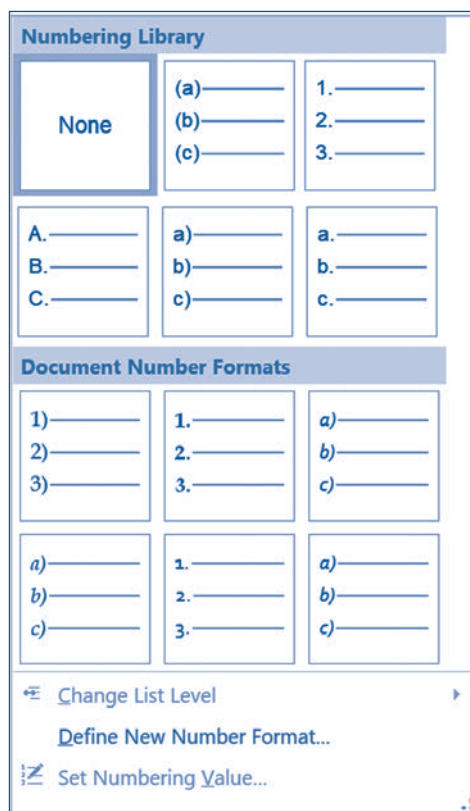 Numbering Library
None (a) 1.
(b) 2.
(c) 3.
A. a) a.
B. b) b.
C. c) c.
Document Number Formats
1) 1. a)
2) 2. b)
3) 3. c)
a) 1. a)
b) 2. b)
c) 3. c)
Change List Level
Define New Number Format...
Set Numbering Value...